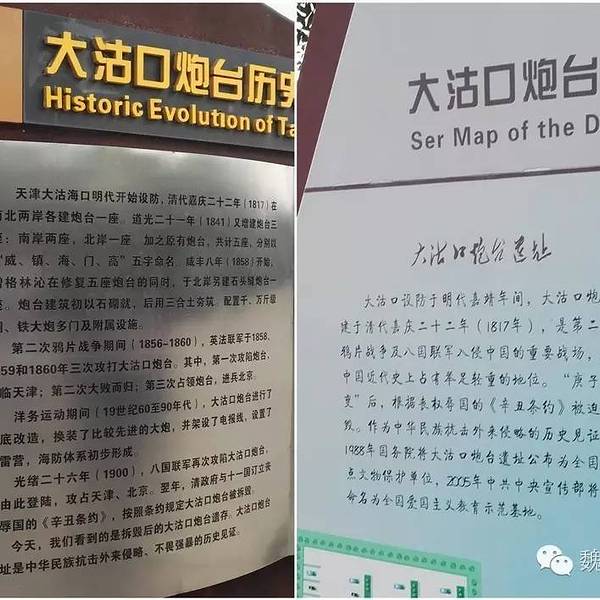 大沽口炮台历史
Historic Evolution of Ta
天津大沽海口明代开始设防，清代嘉庆二十二年（1817）在
南北两岸各建炮台一座。道光二十一年（1841）又增建炮台三
座：南岸两座，北岸一座 加之原有炮台，共计五座，分别以
“威、镇、海、门、高”五字命名。咸丰八年（1858）开始，
僧格林沁在修复五座炮台的同时，于北岸另建石头缝炮台一
座。炮台建筑初以石砌就，后用三合土夯筑。配置千、万斤级
铁大炮多门及附属设施。
第二次鸦片战争期间（1856-1860），英法联军于1858、
59和1860年三次攻打大沽口炮台。其中，第一次攻陷炮台，
临天津；第二次大败而归；第三次占领炮台，进兵北京。
洋务运动期间（19世纪60至90年代），大沽口炮台进行了
底改造，换装了比较先进的大炮，并架设了电报线，设置了
雷营，海防体系初步形成。
光绪二十六年（1900），八国联军再次攻陷大沽口炮台，
由此登陆，攻占天津、北京。翌年，清政府与十一国订立丧
辱国的《辛丑条约》，按照条约规定大沽口炮台被拆毁。
今天，我们看到的是拆毁后的大沽口炮台遗存。大沽口炮台
址是中华民族抗击外来侵略、不畏强暴的历史见证。
大沽口炮台
Ser Map of the D
大沽口炮台遗址
大沽口设防于明代嘉靖年间，大沽口炮
建于清代嘉庆二十二年（1817年），是第二
鸦片战争及八国联军入侵中国的重要战场，
中国近代史上占有举足轻重的地位。“庚子
变”后，根据丧权辱国的《辛丑条约》被迫
毁。作为中华民族抗击外来侵略的历史见证
1988年国务院将大沽口炮台遗址公布为全国
点文物保护单位，2005年中共中央宣传部将
命名为全国爱国主义教育示范基地。
魏